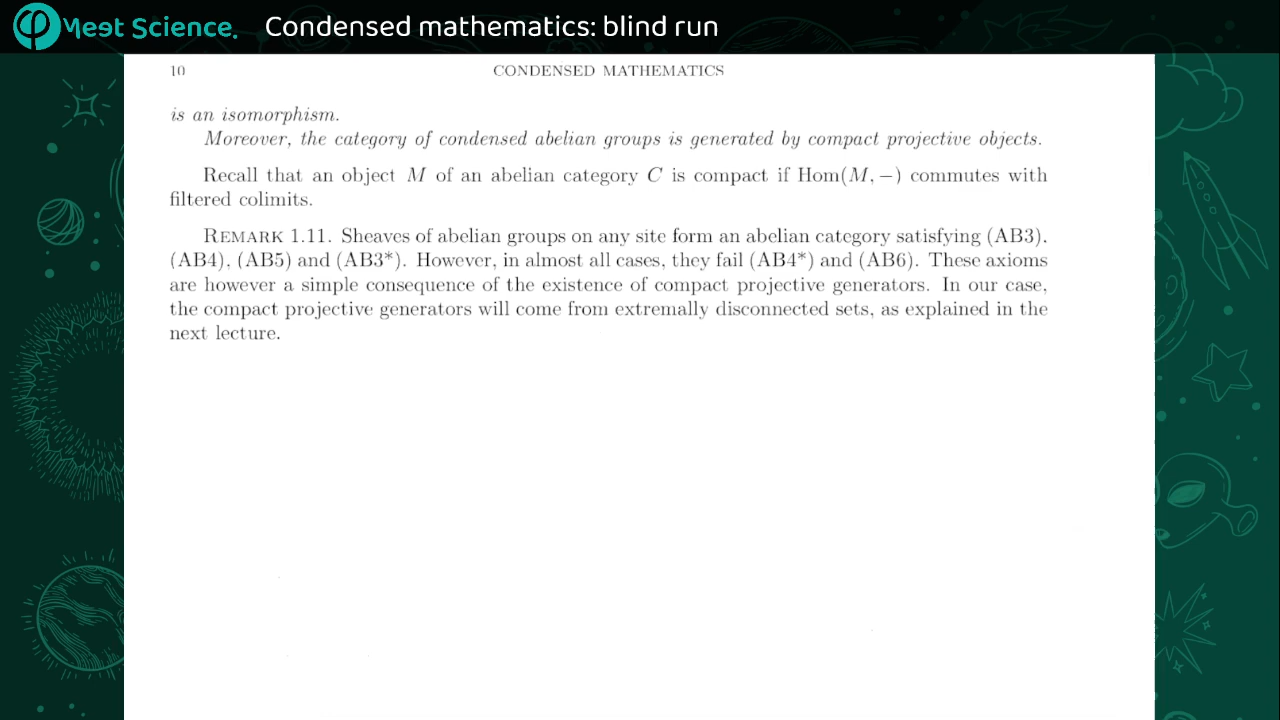 Meet Science.
Condensed mathematics: blind run
10
CONDENSED MATHEMATICS
is an isomorphism.
Moreover, the category of condensed abelian groups is generated by compact projective objects.
Recall that an object M of an abelian category C is compact if Hom(M, −) commutes with
filtered colimits.
REMARK 1.11. Sheaves of abelian groups on any site form an abelian category satisfying (AB3),
(AB4), (AB5) and (AB3*). However, in almost all cases, they fail (AB4*) and (AB6). These axioms
are however a simple consequence of the existence of compact projective generators. In our case,
the compact projective generators will come from extremally disconnected sets, as explained in the
next lecture.